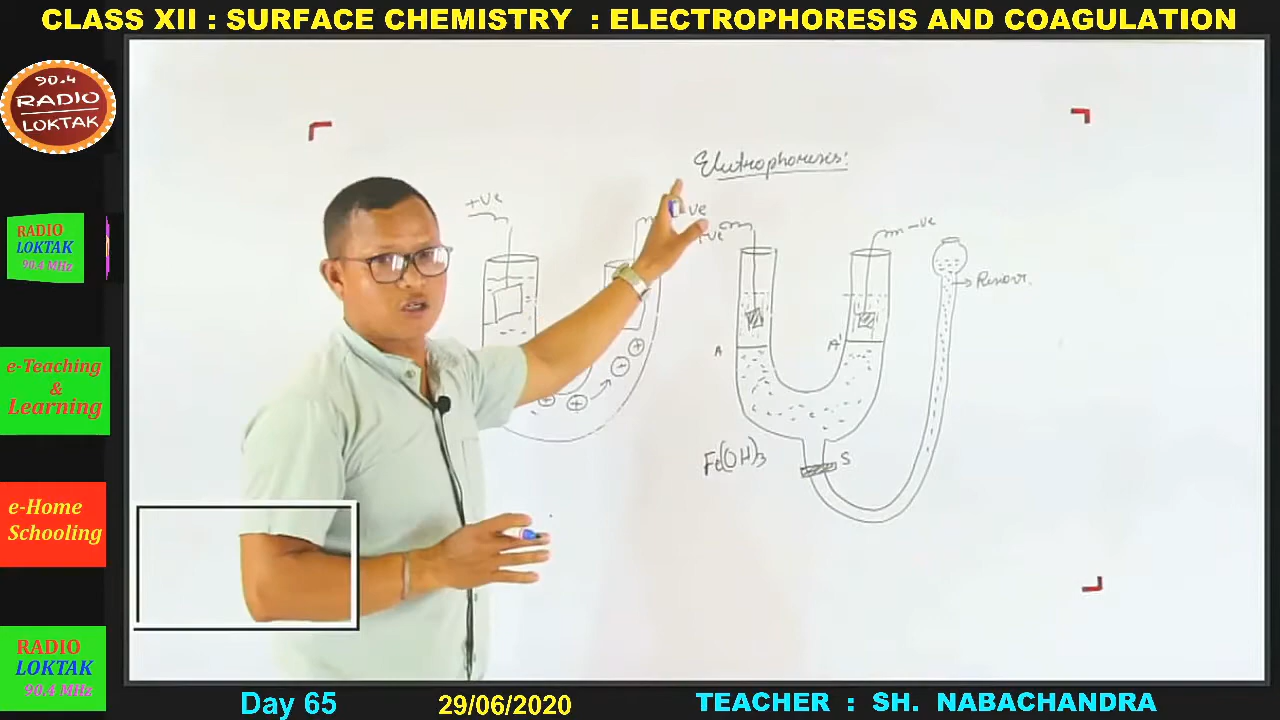 CLASS XII : SURFACE CHEMISTRY : ELECTROPHORESIS AND COAGULATION
90.4
RADIO
LOKTAK
RADIO
LOKTAK
90.4 MHz
e-Teaching
&
Learning
e-Home
Schooling
RADIO
LOKTAK
90.4 MHz
Electrophoresis:
+ve
ve
+ve
-ve
A
A'
Fe(OH)3
S
Day 65
29/06/2020
TEACHER : SH. NABACHANDRA